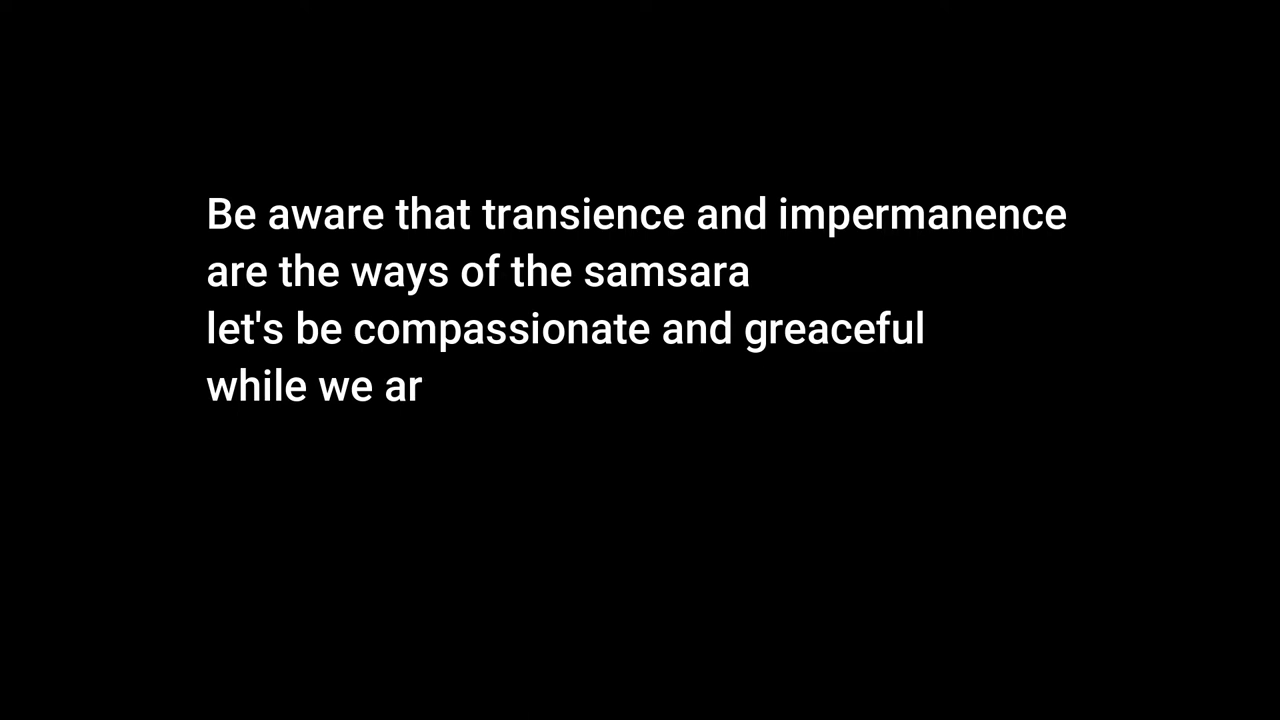 Be aware that transience and impermanence
are the ways of the samsara
let's be compassionate and greaceful
while we ar